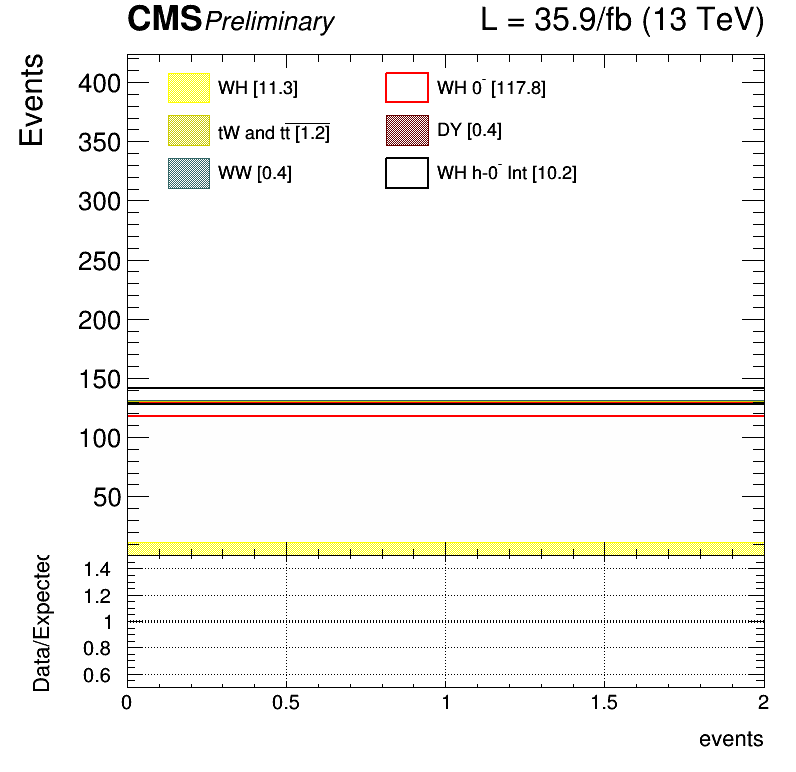 CMS Preliminary L = 35.9/fb (13 TeV)
Events
400
350
300
250
200
150
100
50
WH [11.3]
WH 0⁻ [117.8]
tW and tt̅ [1.2]
DY [0.4]
WW [0.4]
WH h-0⁻ Int [10.2]
Data/Expected
1.4
1.2
1
0.8
0.6
0 0.5 1 1.5 2
events